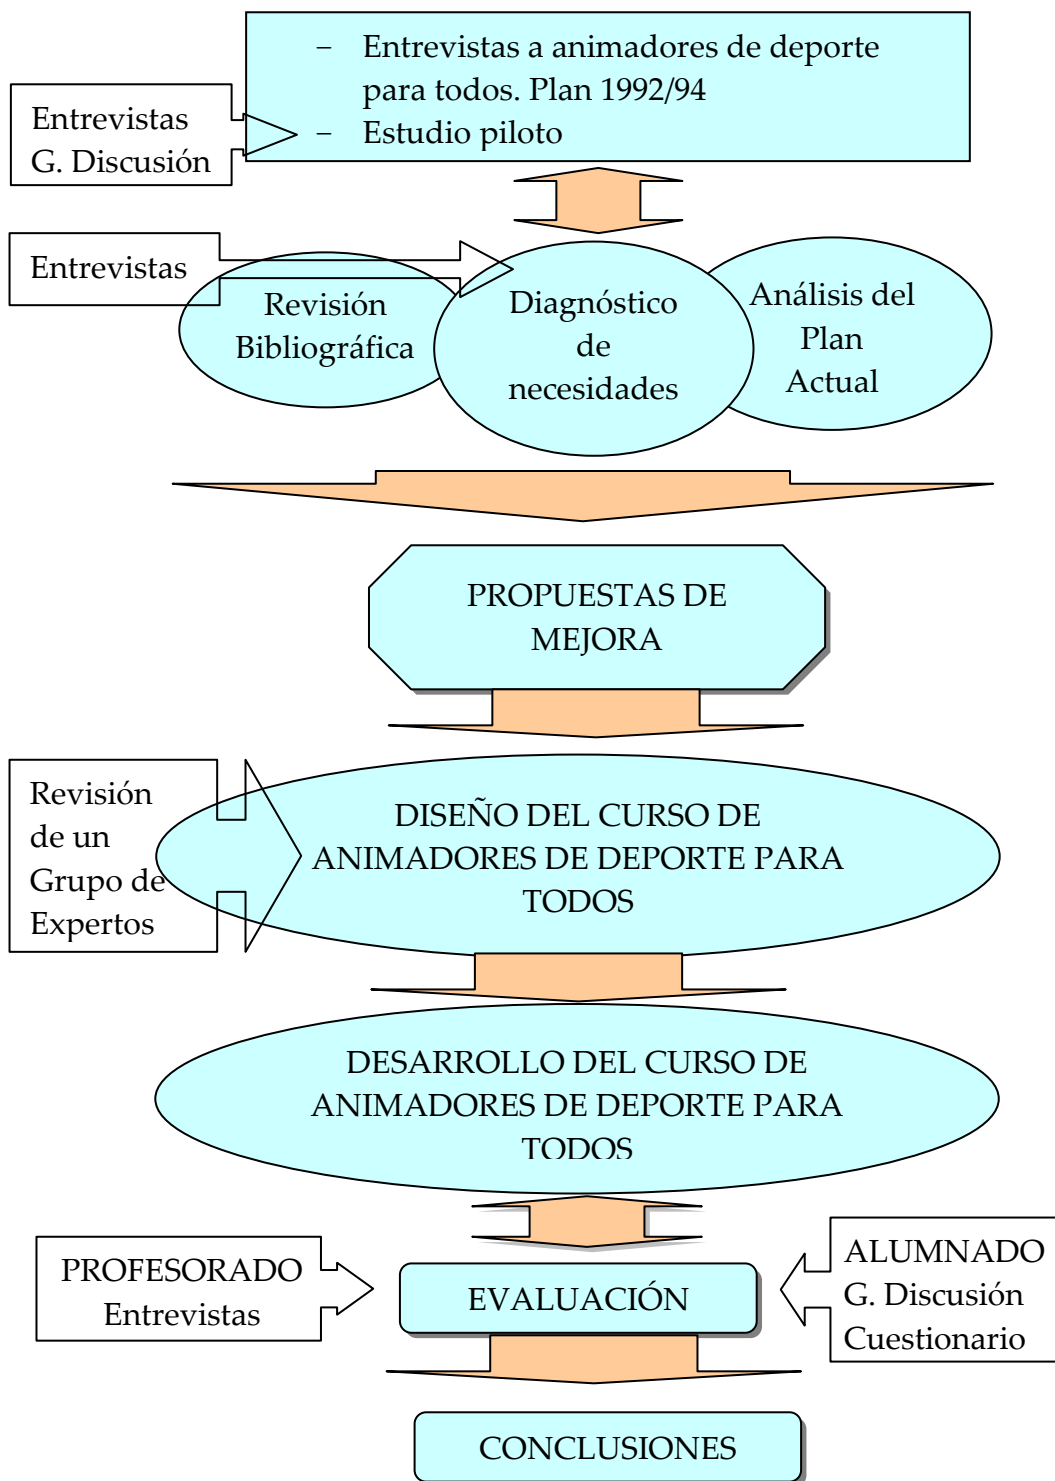 – Entrevistas a animadores de deporte
para todos. Plan 1992/94
– Estudio piloto
Entrevistas
G. Discusión
Entrevistas
Revisión
Bibliográfica
Diagnóstico
de
necesidades
Análisis del
Plan
Actual
PROPUESTAS DE
MEJORA
Revisión
de un
Grupo de
Expertos
DISEÑO DEL CURSO DE
ANIMADORES DE DEPORTE PARA
TODOS
DESARROLLO DEL CURSO DE
ANIMADORES DE DEPORTE PARA
TODOS
PROFESORADO
Entrevistas
EVALUACIÓN
ALUMNADO
G. Discusión
Cuestionario
CONCLUSIONES